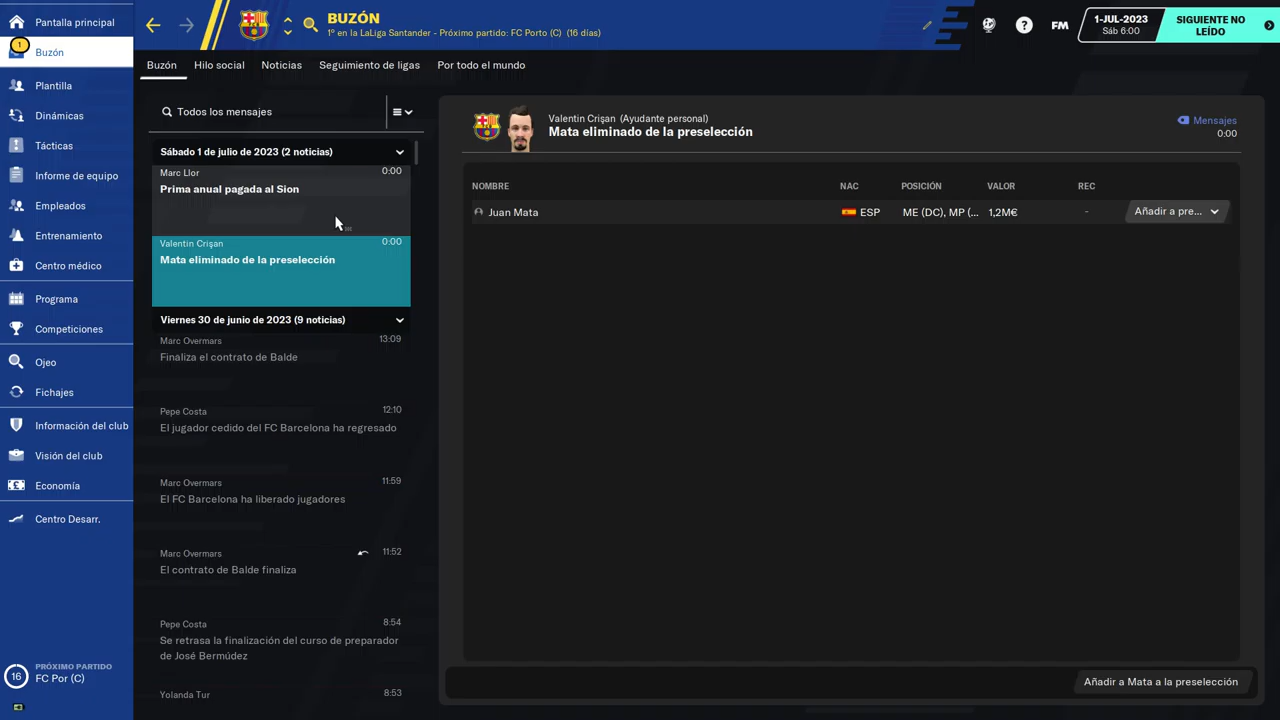 Pantalla principal
1
Buzón
Plantilla
Dinámicas
Tácticas
Informe de equipo
Empleados
Entrenamiento
Centro médico
Programa
Competiciones
Ojeo
Fichajes
Información del club
Visión del club
Economía
Centro Desarr.
16
PRÓXIMO PARTIDO
FC Por (C)
BUZÓN
1º en la LaLiga Santander - Próximo partido: FC Porto (C) (16 días)
?
FM
1-JUL-2023
Sáb 6:00
SIGUIENTE NO LEÍDO
Buzón
Hilo social
Noticias
Seguimiento de ligas
Por todo el mundo
Todos los mensajes
Sábado 1 de julio de 2023 (2 noticias)
Marc Llor
0:00
Prima anual pagada al Sion
Valentin Crișan
0:00
Mata eliminado de la preselección
Viernes 30 de junio de 2023 (9 noticias)
Marc Overmars
13:09
Finaliza el contrato de Balde
Pepe Costa
12:10
El jugador cedido del FC Barcelona ha regresado
Marc Overmars
11:59
El FC Barcelona ha liberado jugadores
Marc Overmars
11:52
El contrato de Balde finaliza
Pepe Costa
8:54
Se retrasa la finalización del curso de preparador
de José Bermúdez
Yolanda Tur
8:53
Valentin Crișan (Ayudante personal)
Mata eliminado de la preselección
Mensajes
0:00
NOMBRE NAC POSICIÓN VALOR REC
Juan Mata ESP ME (DC), MP (... 1,2M€ - Añadir a pre...
Añadir a Mata a la preselección